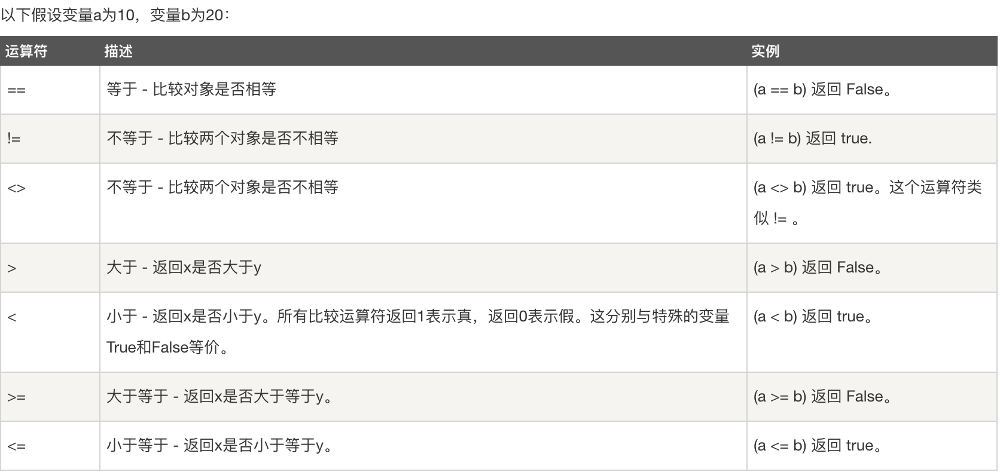 以下假设变量a为10，变量b为20：
运算符 描述 实例
== 等于 - 比较对象是否相等 (a == b) 返回 False。
!= 不等于 - 比较两个对象是否不相等 (a != b) 返回 true.
<> 不等于 - 比较两个对象是否不相等 (a <> b) 返回 true。这个运算符类
似 != 。
> 大于 - 返回x是否大于y (a > b) 返回 False。
< 小于 - 返回x是否小于y。所有比较运算符返回1表示真，返回0表示假。这分别与特殊的变量 (a < b) 返回 true。
True和False等价。
>= 大于等于 - 返回x是否大于等于y。 (a >= b) 返回 False。
<= 小于等于 - 返回x是否小于等于y。 (a <= b) 返回 true。